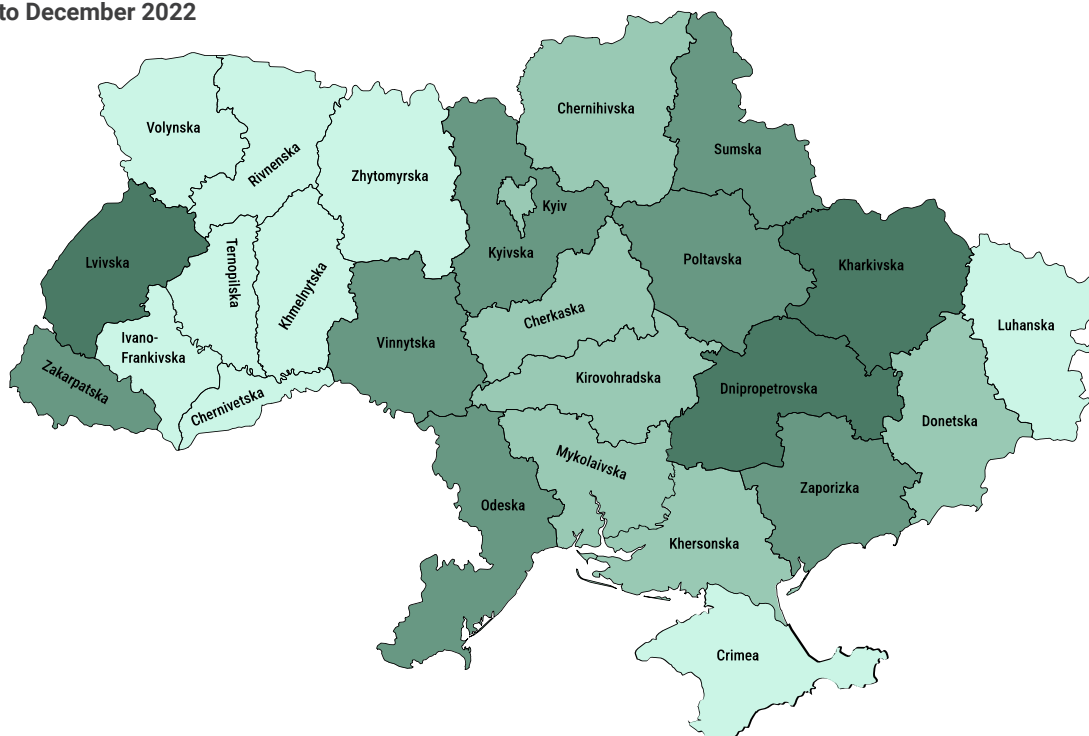 to December 2022
Chernihivska
Volynska
Sumska
Rivnenska
Zhytomyrska
Kyiv
Kyivska
Lvivska
Ternopilska
Khmelnytska
Poltavska
Kharkivska
Cherkaska
Luhanska
Ivano-
Frankivska
Vinnytska
Zakarpatska
Kirovohradska
Dnipropetrovska
Chernivetska
Donetska
Mykolaivska
Zaporizka
Odeska
Khersonska
Crimea